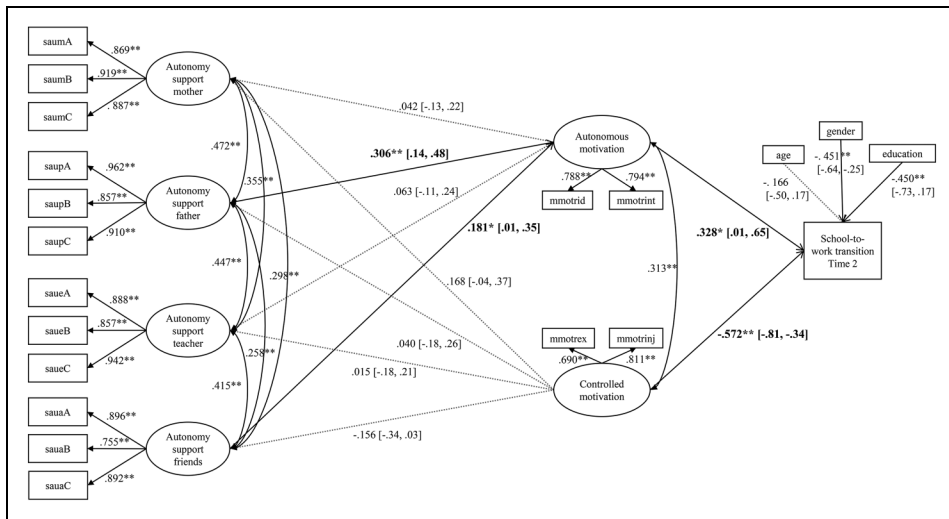 saumA
saumB
saumC
.869**
.919**
.887**
Autonomy
support
mother
saupA
saupB
saupC
.962**
.857**
.910**
Autonomy
support
father
saueA
saueB
saueC
.888**
.857**
.942**
Autonomy
support
teacher
sauaA
sauaB
sauaC
.896**
.755**
.892**
Autonomy
support
friends
.472**
.355**
.447**
.298**
.258**
.415**
.042 [-.13, .22]
.306** [.14, .48]
.063 [-.11, .24]
.181* [.01, .35]
.168 [-.04, .37]
.040 [-.18, .26]
.015 [-.18, .21]
-.156 [-.34, .03]
Autonomous
motivation
.788**
.794**
mmotrid
mmotrint
.313**
mmotrex
mmotrinj
.690**
.811**
Controlled
motivation
.328* [.01, .65]
-.572** [-.81, -.34]
gender
age
education
-. 451**
[-.64, -.25]
-. 166
[-.50, .17]
-.450**
[-.73, .17]
School-to-
work transition
Time 2